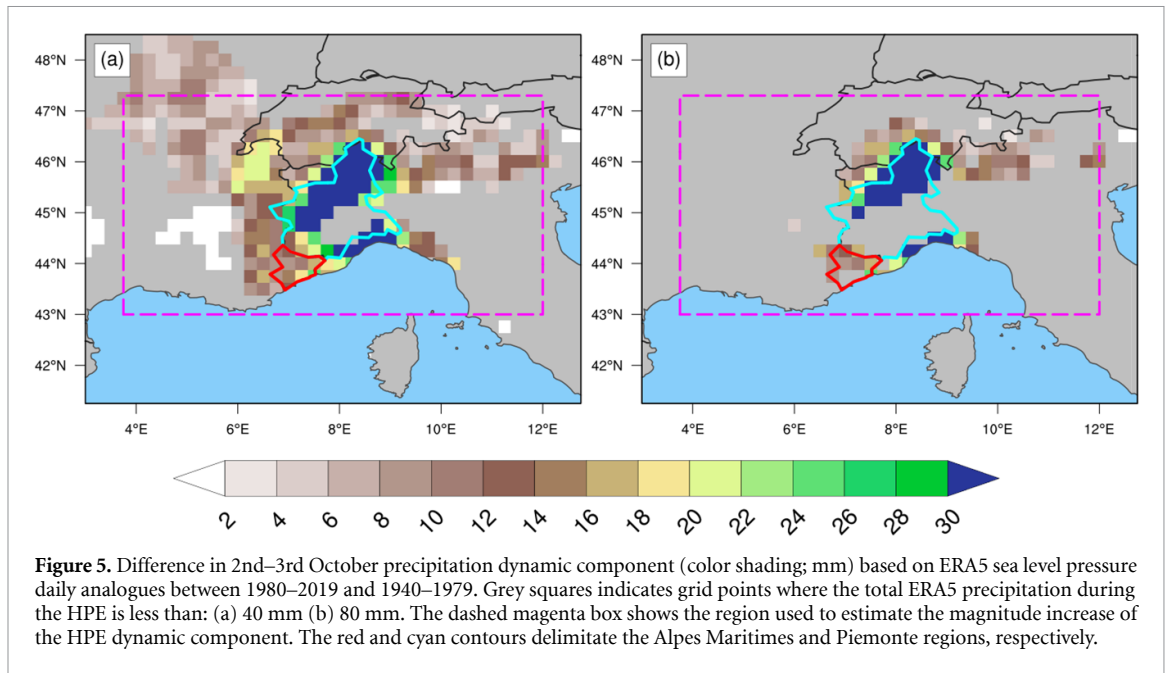 (a)
(b)
48°N
47°N
46°N
45°N
44°N
43°N
42°N
48°N
47°N
46°N
45°N
44°N
43°N
42°N
4°E 6°E 8°E 10°E 12°E
4°E 6°E 8°E 10°E 12°E
2 4 6 8 10 12 14 16 18 20 22 24 26 28 30
Figure 5. Difference in 2nd–3rd October precipitation dynamic component (color shading; mm) based on ERA5 sea level pressure
daily analogues between 1980–2019 and 1940–1979. Grey squares indicates grid points where the total ERA5 precipitation during
the HPE is less than: (a) 40 mm (b) 80 mm. The dashed magenta box shows the region used to estimate the magnitude increase of
the HPE dynamic component. The red and cyan contours delimitate the Alpes Maritimes and Piemonte regions, respectively.